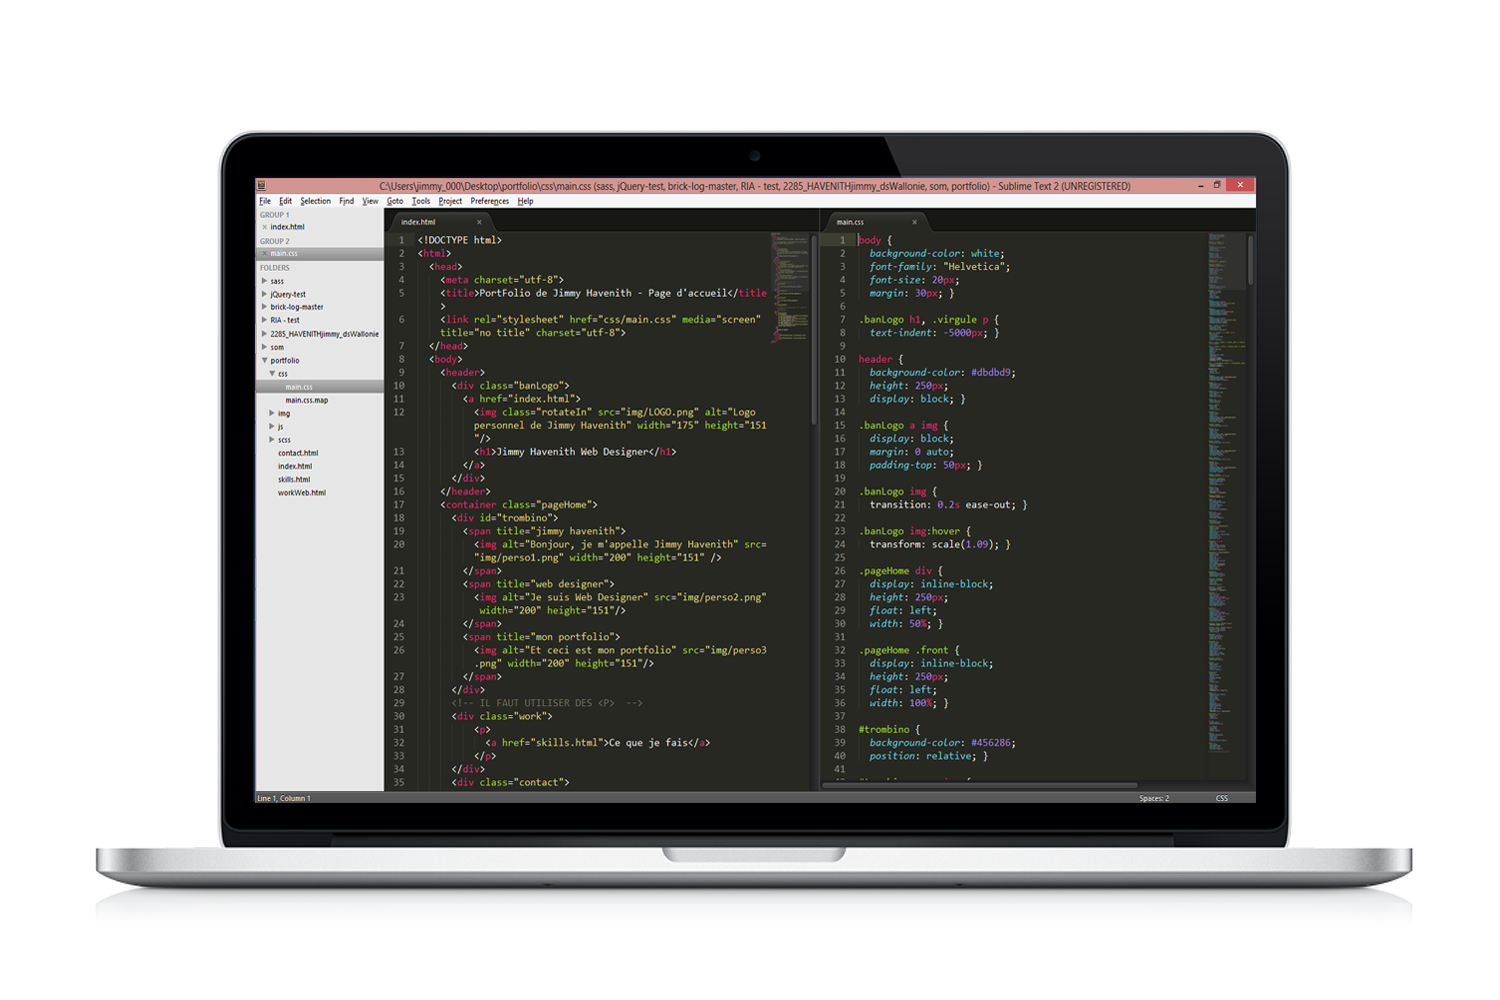 C:\Users\jimmy_000\Desktop\portfolio\css\main.css (sass, jQuery-test, brick-log-master, RIA - test, 2285_HAVENITHjimmy_dsWallonie, som, portfolio) - Sublime Text 2 (UNREGISTERED)
File Edit Selection Find View Goto Tools Project Preferences Help
GROUP 1
index.html
GROUP 2
main.css
FOLDERS
sass
jQuery-test
brick-log-master
RIA - test
2285_HAVENITHjimmy_dsWallonie
som
portfolio
css
main.css
main.css.map
img
js
scss
contact.html
index.html
skills.html
workWeb.html
index.html
1 <!DOCTYPE html>
2 <html>
3 <head>
4 <meta charset="utf-8">
5 <title>PortFolio de Jimmy Havenith - Page d'accueil</title
>
6 <link rel="stylesheet" href="css/main.css" media="screen"
title="no title" charset="utf-8">
7 </head>
8 <body>
9 <header>
10 <div class="banLogo">
11 <a href="index.html">
12 <img class="rotateIn" src="img/LOGO.png" alt="Logo
personnel de Jimmy Havenith" width="175" height="151
"/>
13 <h1>Jimmy Havenith Web Designer</h1>
14 </a>
15 </div>
16 </header>
17 <container class="pageHome">
18 <div id="trombino">
19 <span title="jimmy havenith">
20 <img alt="Bonjour, je m'appelle Jimmy Havenith" src=
"img/perso1.png" width="200" height="151" />
21 </span>
22 <span title="web designer">
23 <img alt="Je suis Web Designer" src="img/perso2.png"
width="200" height="151"/>
24 </span>
25 <span title="mon portfolio">
26 <img alt="Et ceci est mon portfolio" src="img/perso3
.png" width="200" height="151"/>
27 </span>
28 </div>
29 <!-- IL FAUT UTILISER DES <P>  -->
30 <div class="work">
31 <p>
32 <a href="skills.html">Ce que je fais</a>
33 </p>
34 </div>
35 <div class="contact">
main.css
1 body {
2 background-color: white;
3 font-family: "Helvetica";
4 font-size: 20px;
5 margin: 30px; }
6
7 .banLogo h1, .virgule p {
8 text-indent: -5000px; }
9
10 header {
11 background-color: #dbdbd9;
12 height: 250px;
13 display: block; }
14
15 .banLogo a img {
16 display: block;
17 margin: 0 auto;
18 padding-top: 50px; }
19
20 .banLogo img {
21 transition: 0.2s ease-out; }
22
23 .banLogo img:hover {
24 transform: scale(1.09); }
25
26 .pageHome div {
27 display: inline-block;
28 height: 250px;
29 float: left;
30 width: 50%; }
31
32 .pageHome .front {
33 display: inline-block;
34 height: 250px;
35 float: left;
36 width: 100%; }
37
38 #trombino {
39 background-color: #456286;
40 position: relative; }
41
Line 1, Column 1
Spaces: 2
CSS